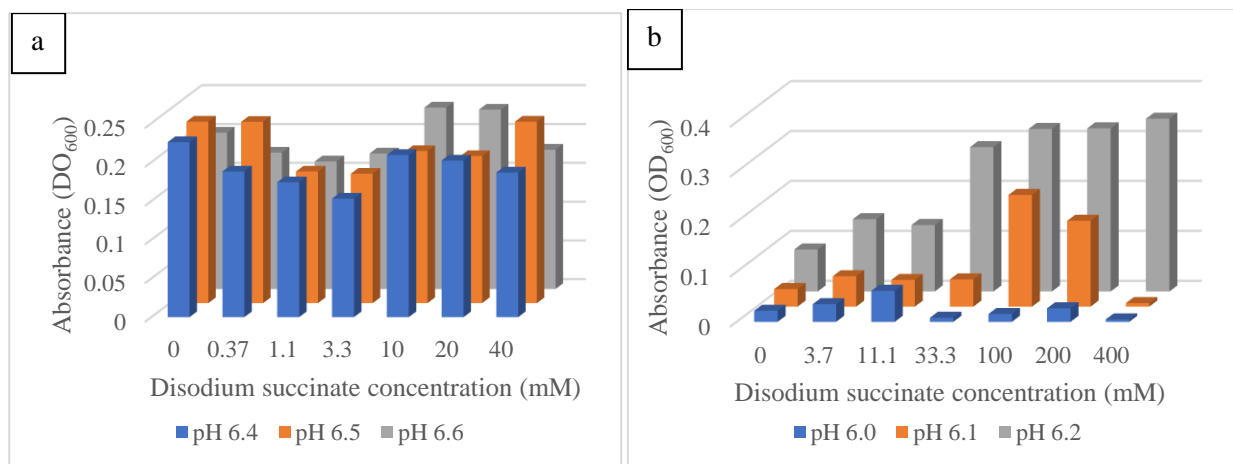 a
Absorbance (DO600)
0.25
0.2
0.15
0.1
0.05
0
0 0.37 1.1 3.3 10 20 40
Disodium succinate concentration (mM)
pH 6.4 pH 6.5 pH 6.6
b
Absorbance (OD600)
0.4
0.3
0.2
0.1
0
0 3.7 11.1 33.3 100 200 400
Disodium succinate concentration (mM)
pH 6.0 pH 6.1 pH 6.2